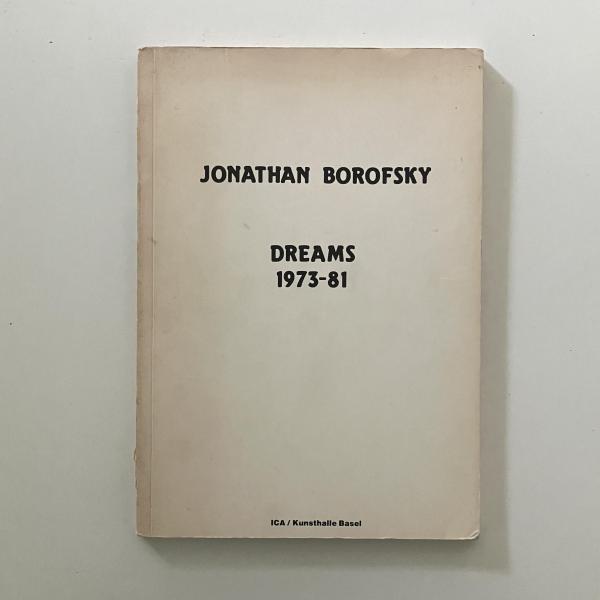 JONATHAN BOROFSKY
DREAMS
1973-81
ICA / Kunsthalle Basel